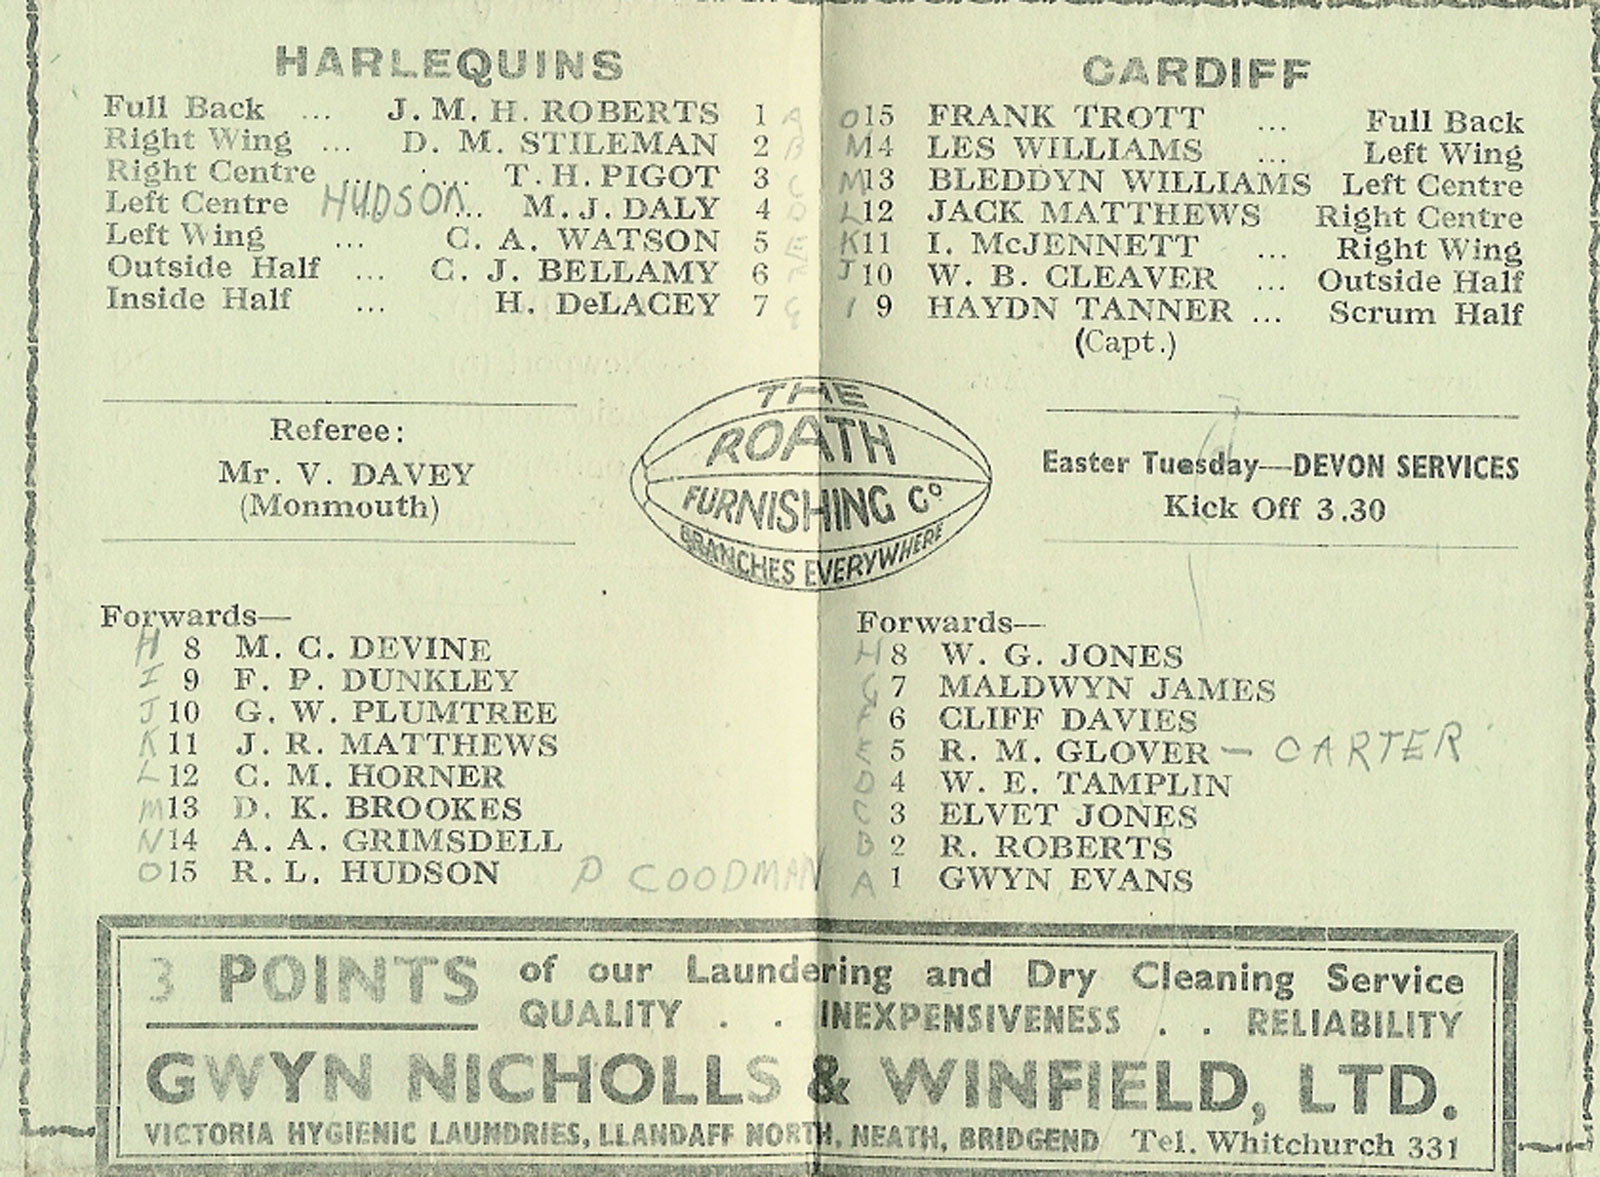 HARLEQUINS
Full Back ... J. M. H. ROBERTS 1 A
Right Wing ... D. M. STILEMAN 2 B
Right Centre ... ... T. H. PIGOT 3 C
Left Centre HUDSON ... M. J. DALY 4 D
Left Wing ... C. A. WATSON 5 E
Outside Half ... C. J. BELLAMY 6 F
Inside Half ... H. DeLACEY 7 G
CARDIFF
O 15 FRANK TROTT ... Full Back
M 14 LES WILLIAMS ... Left Wing
M 13 BLEDDYN WILLIAMS Left Centre
L 12 JACK MATTHEWS Right Centre
K 11 I. McJENNETT ... Right Wing
J 10 W. B. CLEAVER ... Outside Half
I 9 HAYDN TANNER ... Scrum Half
(Capt.)
Referee:
Mr. V. DAVEY
(Monmouth)
THE
ROATH
FURNISHING Co
BRANCHES EVERYWHERE
Easter Tuesday—DEVON SERVICES
Kick Off 3.30
Forwards—
H 8 M. C. DEVINE
I 9 F. P. DUNKLEY
J 10 G. W. PLUMTREE
K 11 J. R. MATTHEWS
L 12 C. M. HORNER
M 13 D. K. BROOKES
N 14 A. A. GRIMSDELL
O 15 R. L. HUDSON P COODMAN
Forwards—
H 8 W. G. JONES
G 7 MALDWYN JAMES
F 6 CLIFF DAVIES
E 5 R. M. GLOVER – CARTER
D 4 W. E. TAMPLIN
C 3 ELVET JONES
B 2 R. ROBERTS
A 1 GWYN EVANS
3 POINTS of our Laundering and Dry Cleaning Service
QUALITY . . INEXPENSIVENESS . . RELIABILITY
GWYN NICHOLLS & WINFIELD, LTD.
VICTORIA HYGIENIC LAUNDRIES, LLANDAFF NORTH, NEATH, BRIDGEND Tel. Whitchurch 331